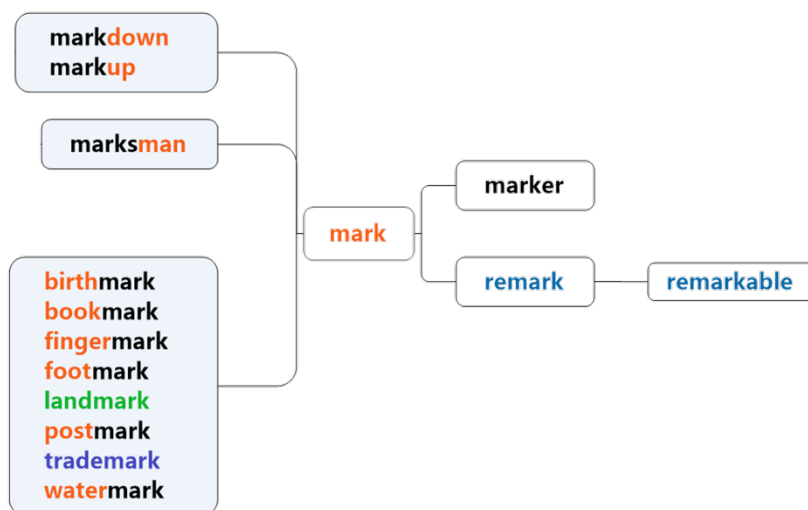 markdown
markup
marksman
mark
marker
remark
remarkable
birthmark
bookmark
fingermark
footmark
landmark
postmark
trademark
watermark